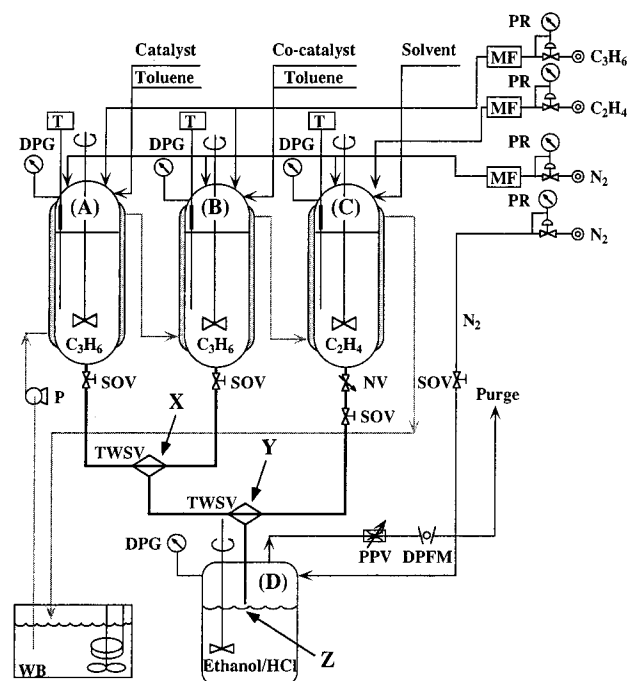 PR
MF
C3H6
Catalyst
Co-catalyst
Solvent
Toluene
Toluene
PR
MF
C2H4
T
T
T
DPG
DPG
DPG
PR
MF
N2
PR
N2
(A)
(B)
(C)
N2
C3H6
C3H6
C2H4
SOV
SOV
NV
SOV
P
SOV
Purge
X
TWSV
Y
TWSV
DPG
PPV
DPFM
(D)
Z
WB
Ethanol/HCl